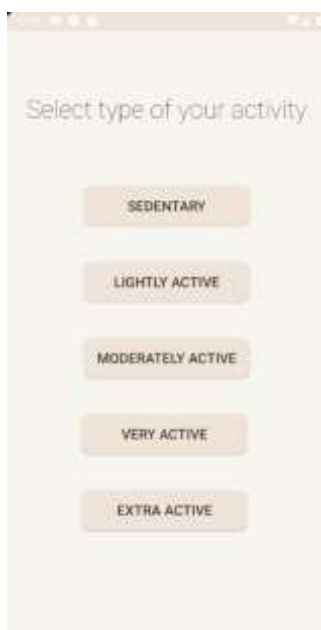 Select type of your activity
SEDENTARY
LIGHTLY ACTIVE
MODERATELY ACTIVE
VERY ACTIVE
EXTRA ACTIVE